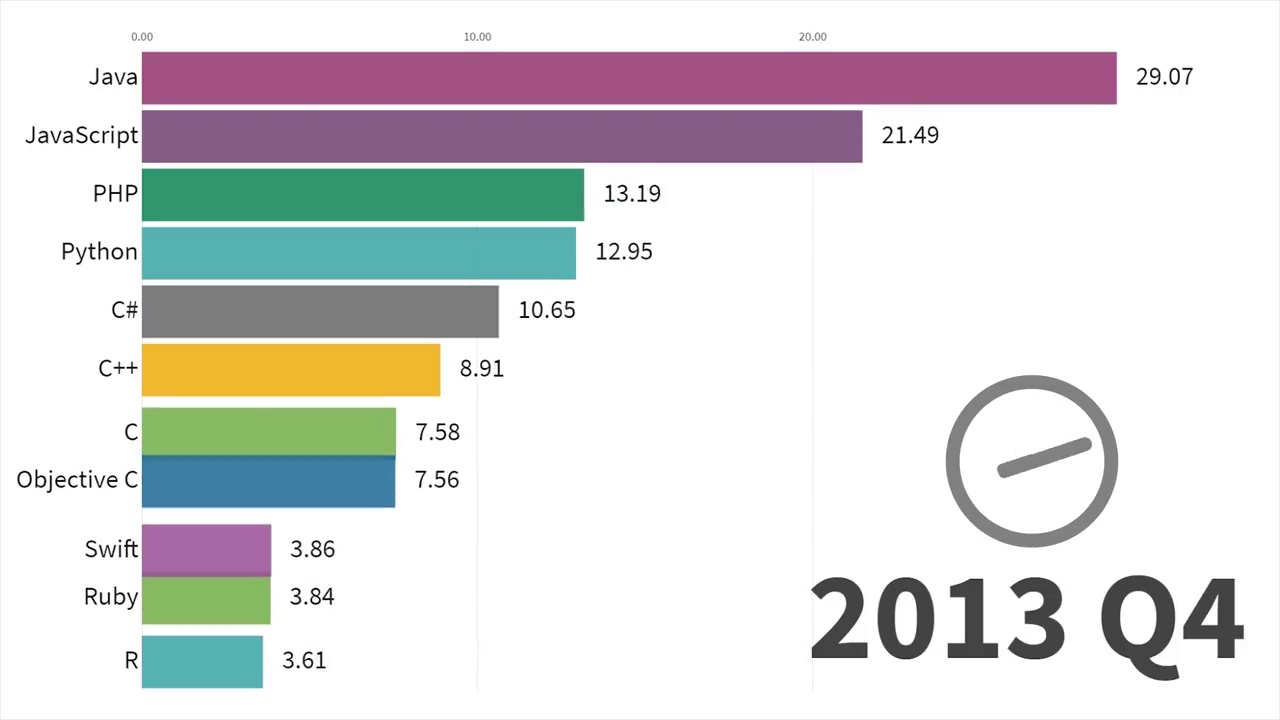 0.00 10.00 20.00
Java 29.07
JavaScript 21.49
PHP 13.19
Python 12.95
C# 10.65
C++ 8.91
C 7.58
Objective C 7.56
Swift 3.86
Ruby 3.84
R 3.61
2013 Q4